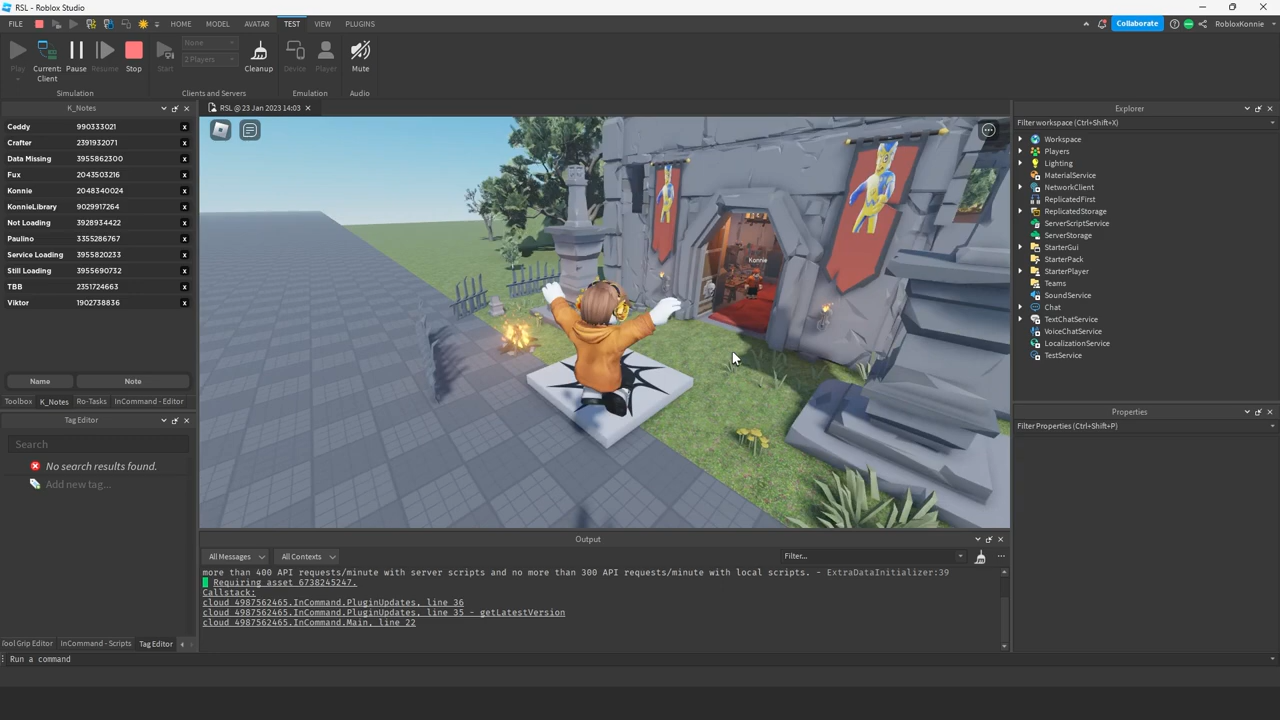 RSL - Roblox Studio
FILE HOME MODEL AVATAR TEST VIEW PLUGINS Collaborate RobloxKonnie
Play Current: Client Pause Resume Stop Start None 2 Players Cleanup Device Player Mute
Simulation Clients and Servers Emulation Audio
K_Notes
Ceddy 990333021
Crafter 2391932071
Data Missing 3955862300
Fux 2043503216
Konnie 2048340024
KonnieLibrary 9029917264
Not Loading 3928934422
Paulino 3355286767
Service Loading 3955820233
Still Loading 3955690732
TBB 2351724663
Viktor 1902738836
Name Note
Toolbox K_Notes Ro-Tasks InCommand - Editor
Tag Editor
Search
No search results found.
Add new tag...
Tool Grip Editor InCommand - Scripts Tag Editor
RSL @ 23 Jan 2023 14:03
Konnie
Output
All Messages All Contexts Filter...
more than 400 API requests/minute with server scripts and no more than 300 API requests/minute with local scripts. - ExtraDataInitializer:39
Requiring asset 6738245247.
Callstack:
cloud_4987562465.InCommand.PluginUpdates, line 36
cloud_4987562465.InCommand.PluginUpdates, line 35 - getLatestVersion
cloud_4987562465.InCommand.Main, line 22
Explorer
Filter workspace (Ctrl+Shift+X)
Workspace
Players
Lighting
MaterialService
NetworkClient
ReplicatedFirst
ReplicatedStorage
ServerScriptService
ServerStorage
StarterGui
StarterPack
StarterPlayer
Teams
SoundService
Chat
TextChatService
VoiceChatService
LocalizationService
TestService
Properties
Filter Properties (Ctrl+Shift+P)
Run a command